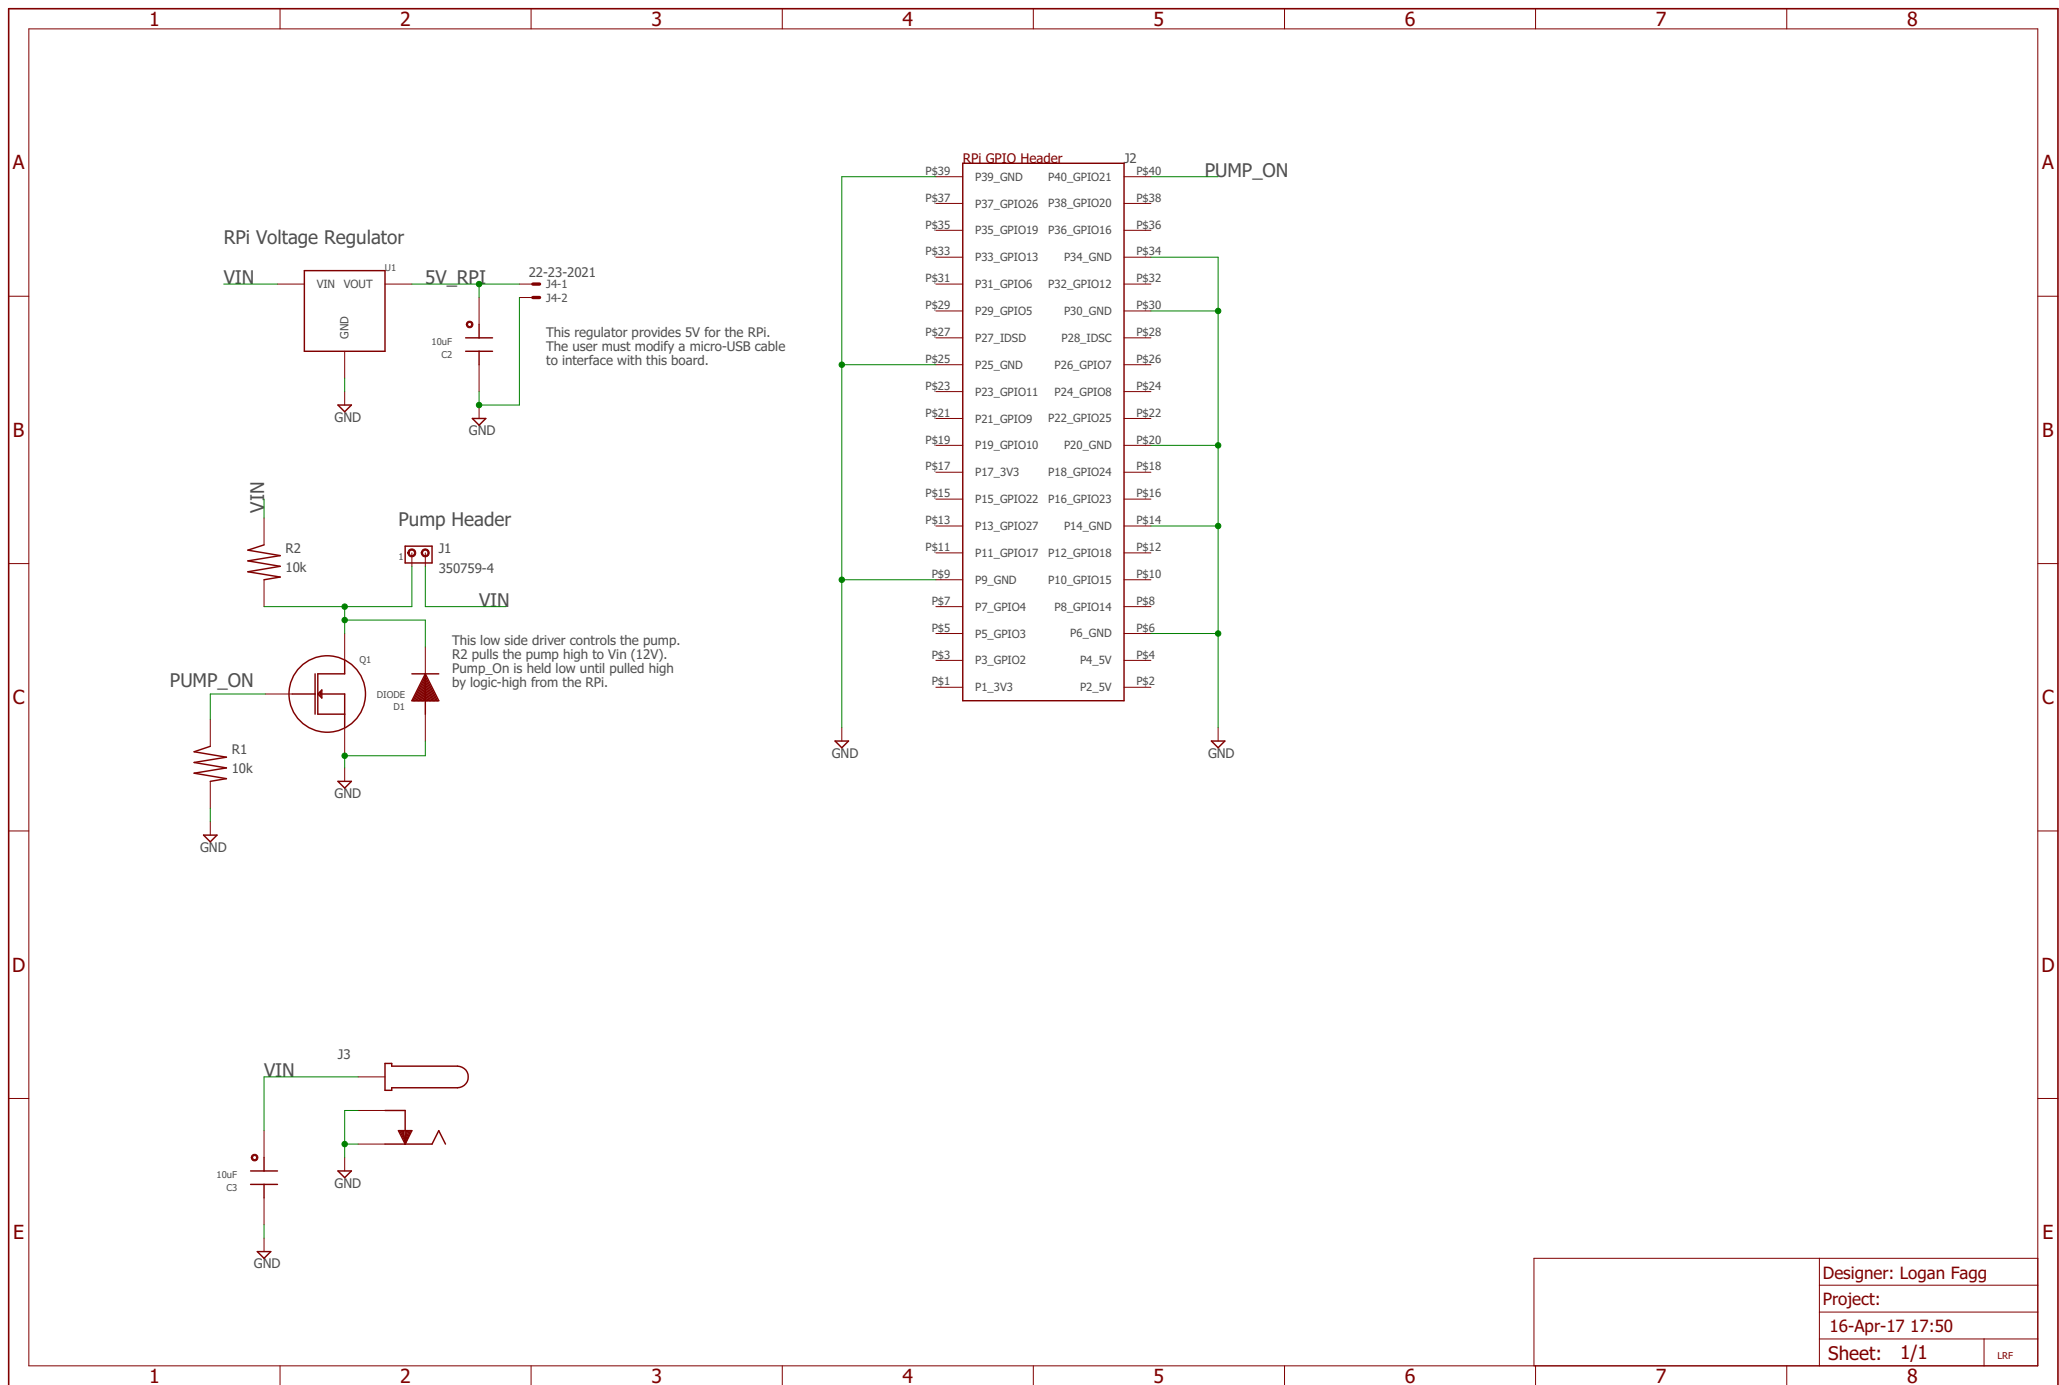 1 2 3 4 5 6 7 8
A A
B B
C C
D D
E E
RPi Voltage Regulator
VIN
U1
VIN VOUT
GND
5V_RPI
22-23-2021
J4-1
J4-2
10uF
C2
This regulator provides 5V for the RPi.
The user must modify a micro-USB cable
to interface with this board.
GND
GND
VIN
R2
10k
Pump Header
1
J1
350759-4
VIN
This low side driver controls the pump.
R2 pulls the pump high to Vin (12V).
Pump_On is held low until pulled high
by logic-high from the RPi.
PUMP_ON
Q1
DIODE
D1
R1
10k
GND
GND
RPi GPIO Header J2
P$39 P39_GND P40_GPIO21 P$40 PUMP_ON
P$37 P37_GPIO26 P38_GPIO20 P$38
P$35 P35_GPIO19 P36_GPIO16 P$36
P$33 P33_GPIO13 P34_GND P$34
P$31 P31_GPIO6 P32_GPIO12 P$32
P$29 P29_GPIO5 P30_GND P$30
P$27 P27_IDSD P28_IDSC P$28
P$25 P25_GND P26_GPIO7 P$26
P$23 P23_GPIO11 P24_GPIO8 P$24
P$21 P21_GPIO9 P22_GPIO25 P$22
P$19 P19_GPIO10 P20_GND P$20
P$17 P17_3V3 P18_GPIO24 P$18
P$15 P15_GPIO22 P16_GPIO23 P$16
P$13 P13_GPIO27 P14_GND P$14
P$11 P11_GPIO17 P12_GPIO18 P$12
P$9 P9_GND P10_GPIO15 P$10
P$7 P7_GPIO4 P8_GPIO14 P$8
P$5 P5_GPIO3 P6_GND P$6
P$3 P3_GPIO2 P4_5V P$4
P$1 P1_3V3 P2_5V P$2
GND GND
J3
VIN
10uF
C3
GND
GND
Designer: Logan Fagg
Project:
16-Apr-17 17:50
Sheet: 1/1 LRF
1 2 3 4 5 6 7 8